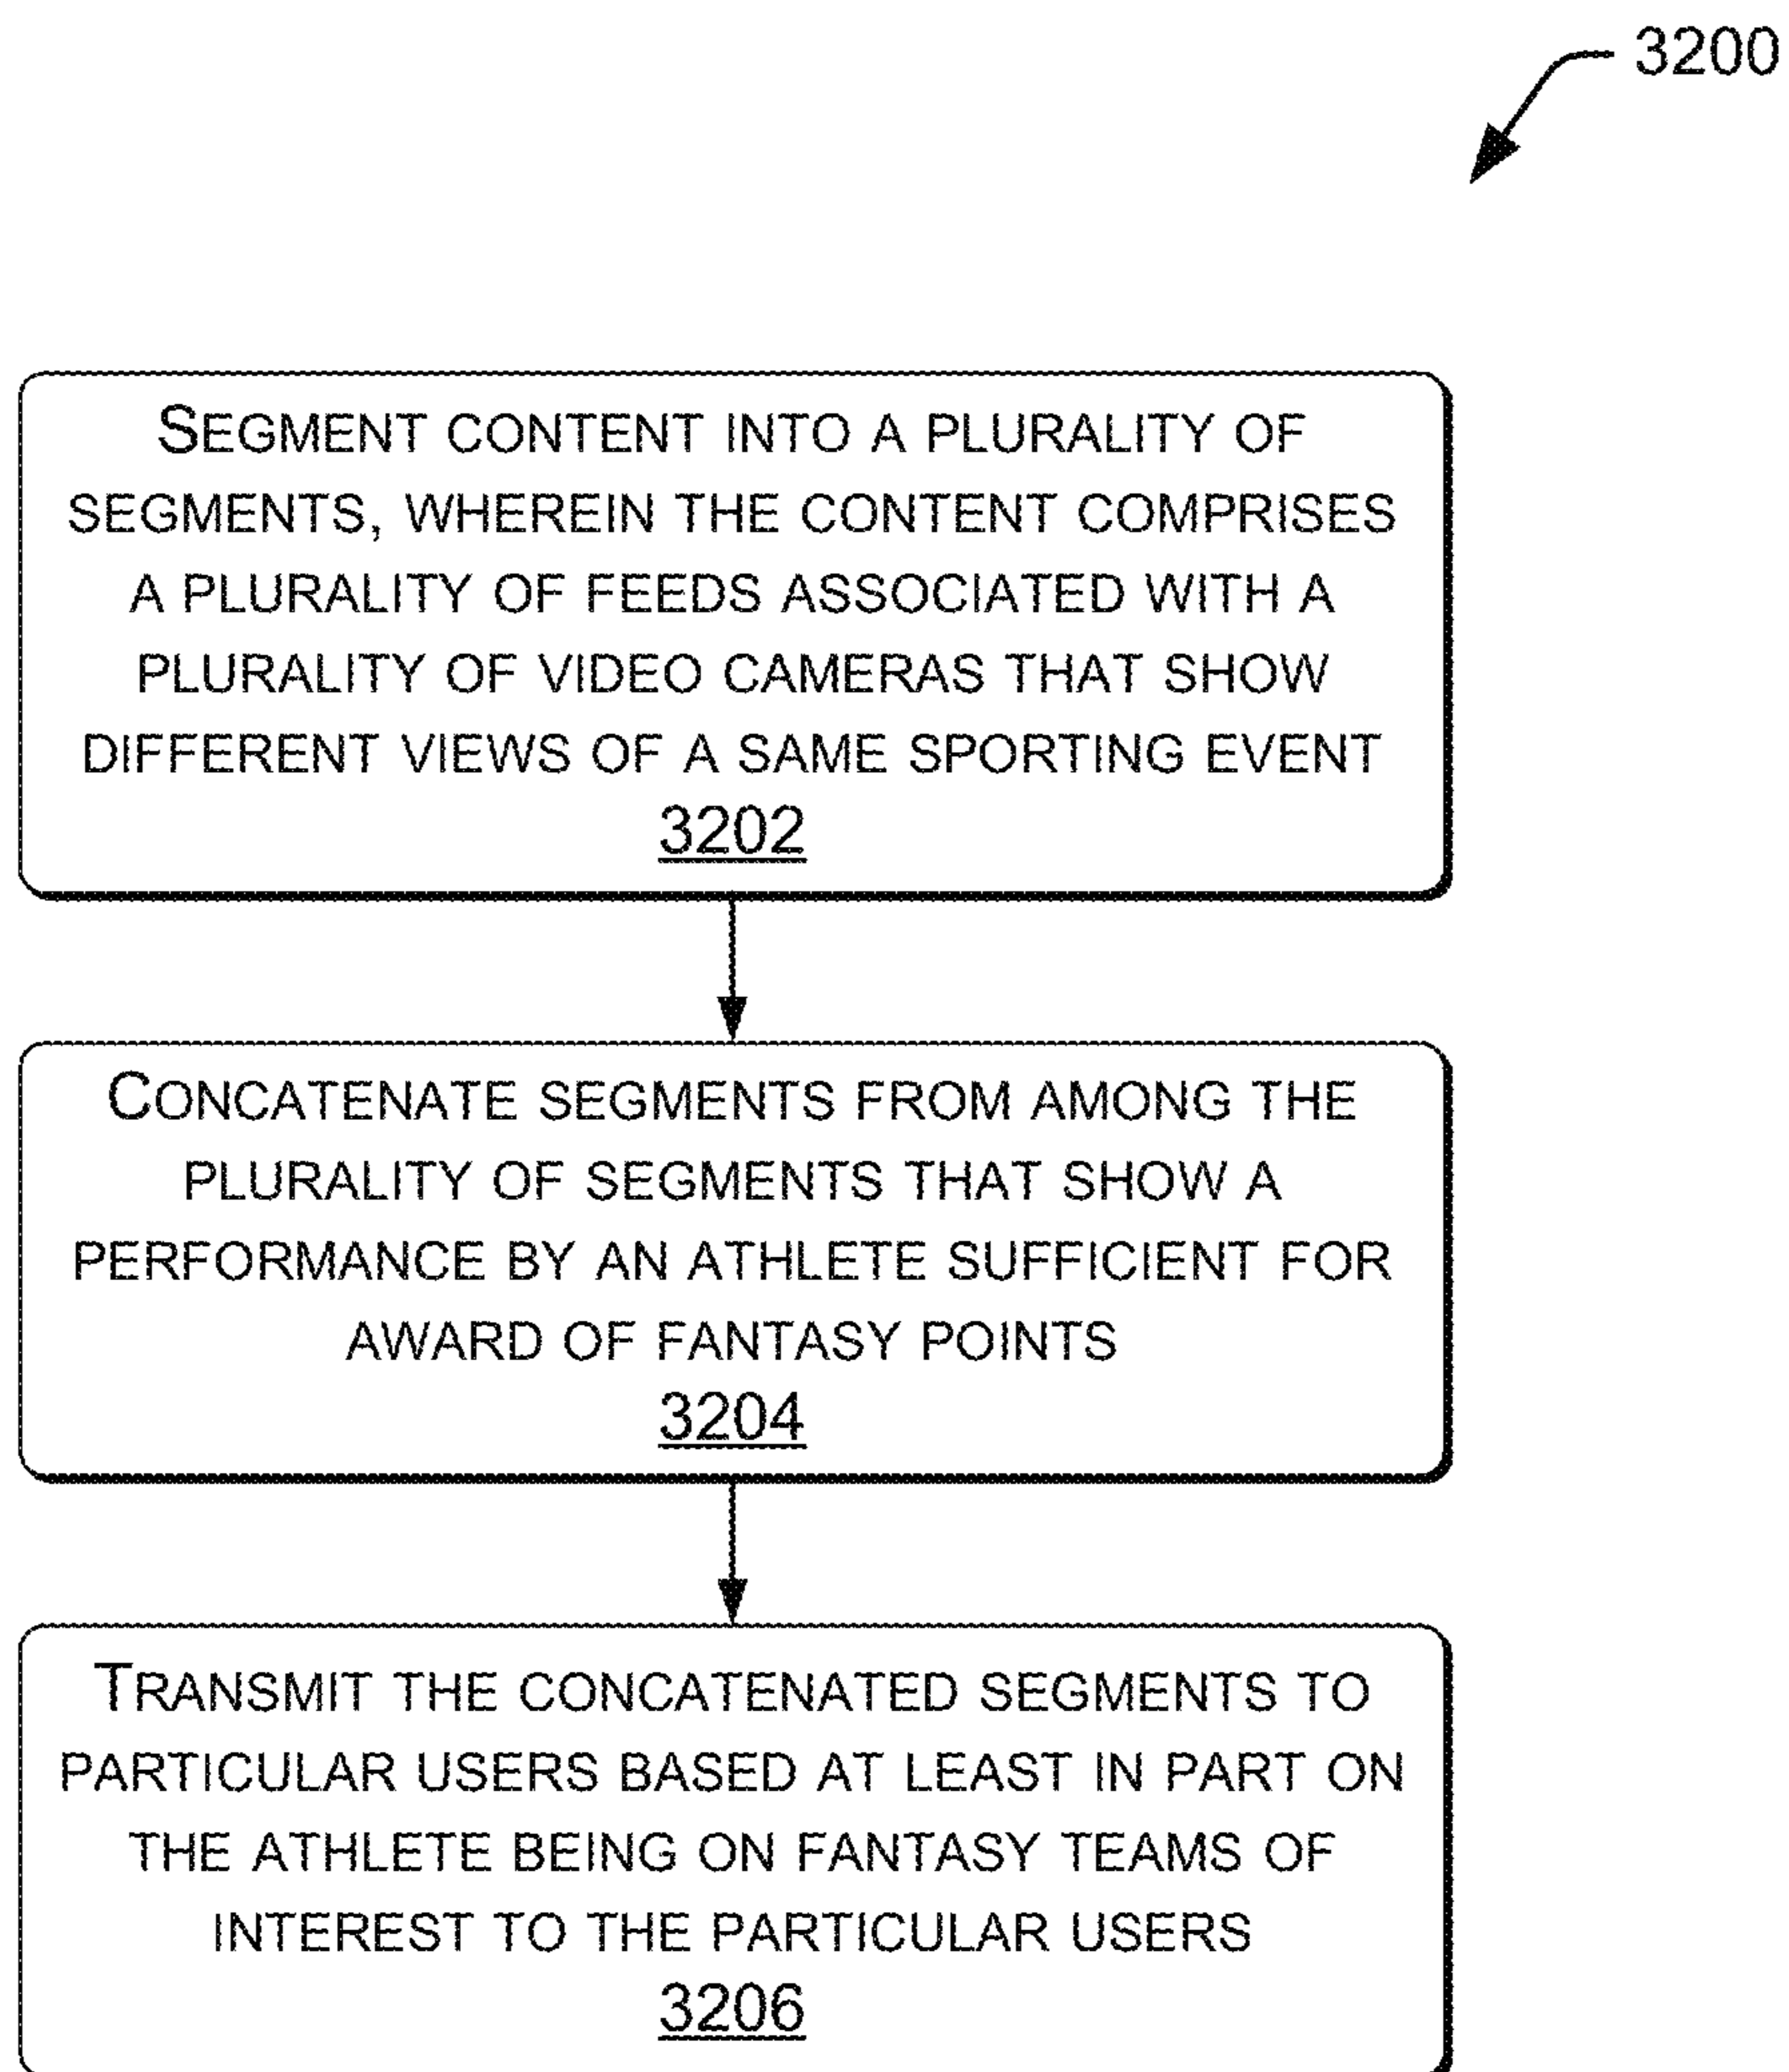 3200
SEGMENT CONTENT INTO A PLURALITY OF
SEGMENTS, WHEREIN THE CONTENT COMPRISES
A PLURALITY OF FEEDS ASSOCIATED WITH A
PLURALITY OF VIDEO CAMERAS THAT SHOW
DIFFERENT VIEWS OF A SAME SPORTING EVENT
3202
CONCATENATE SEGMENTS FROM AMONG THE
PLURALITY OF SEGMENTS THAT SHOW A
PERFORMANCE BY AN ATHLETE SUFFICIENT FOR
AWARD OF FANTASY POINTS
3204
TRANSMIT THE CONCATENATED SEGMENTS TO
PARTICULAR USERS BASED AT LEAST IN PART ON
THE ATHLETE BEING ON FANTASY TEAMS OF
INTEREST TO THE PARTICULAR USERS
3206